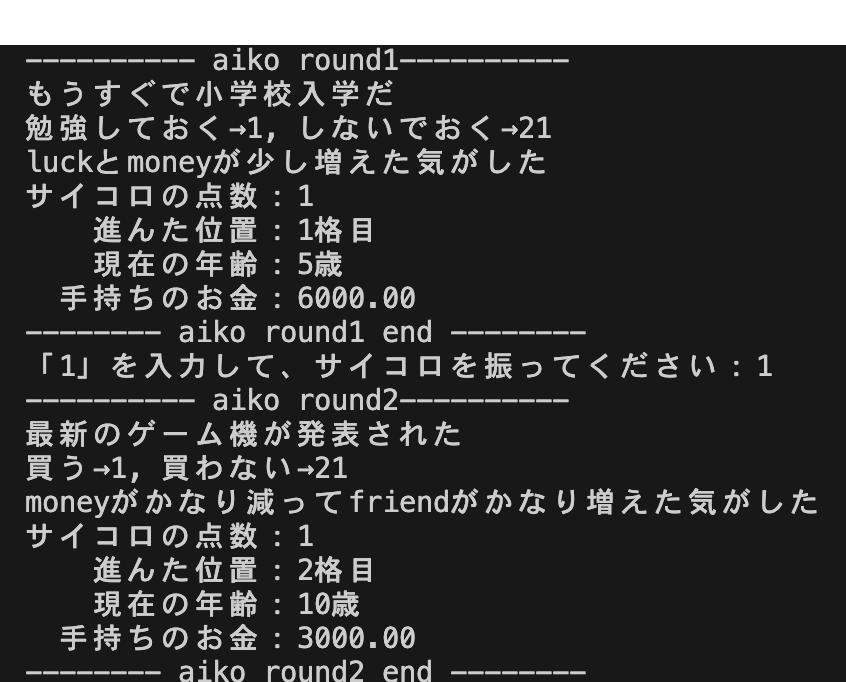 ---------- aiko round1----------
もうすぐで小学校入学だ
勉強しておく→1, しないでおく→21
luckとmoneyが少し増えた気がした
サイコロの点数：1
進んだ位置：1格目
現在の年齢：5歳
手持ちのお金：6000.00
-------- aiko round1 end --------
「1」を入力して、サイコロを振ってください：1
---------- aiko round2----------
最新のゲーム機が発表された
買う→1, 買わない→21
moneyがかなり減ってfriendがかなり増えた気がした
サイコロの点数：1
進んだ位置：2格目
現在の年齢：10歳
手持ちのお金：3000.00
-------- aiko round2 end --------